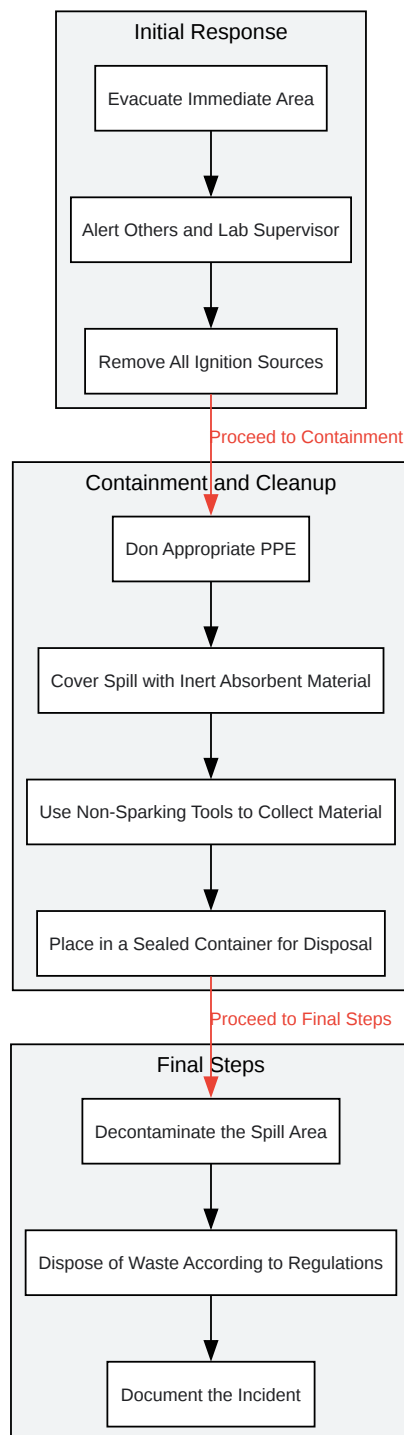 Initial Response
Evacuate Immediate Area
Alert Others and Lab Supervisor
Remove All Ignition Sources
Proceed to Containment
Containment and Cleanup
Don Appropriate PPE
Cover Spill with Inert Absorbent Material
Use Non-Sparking Tools to Collect Material
Place in a Sealed Container for Disposal
Proceed to Final Steps
Final Steps
Decontaminate the Spill Area
Dispose of Waste According to Regulations
Document the Incident